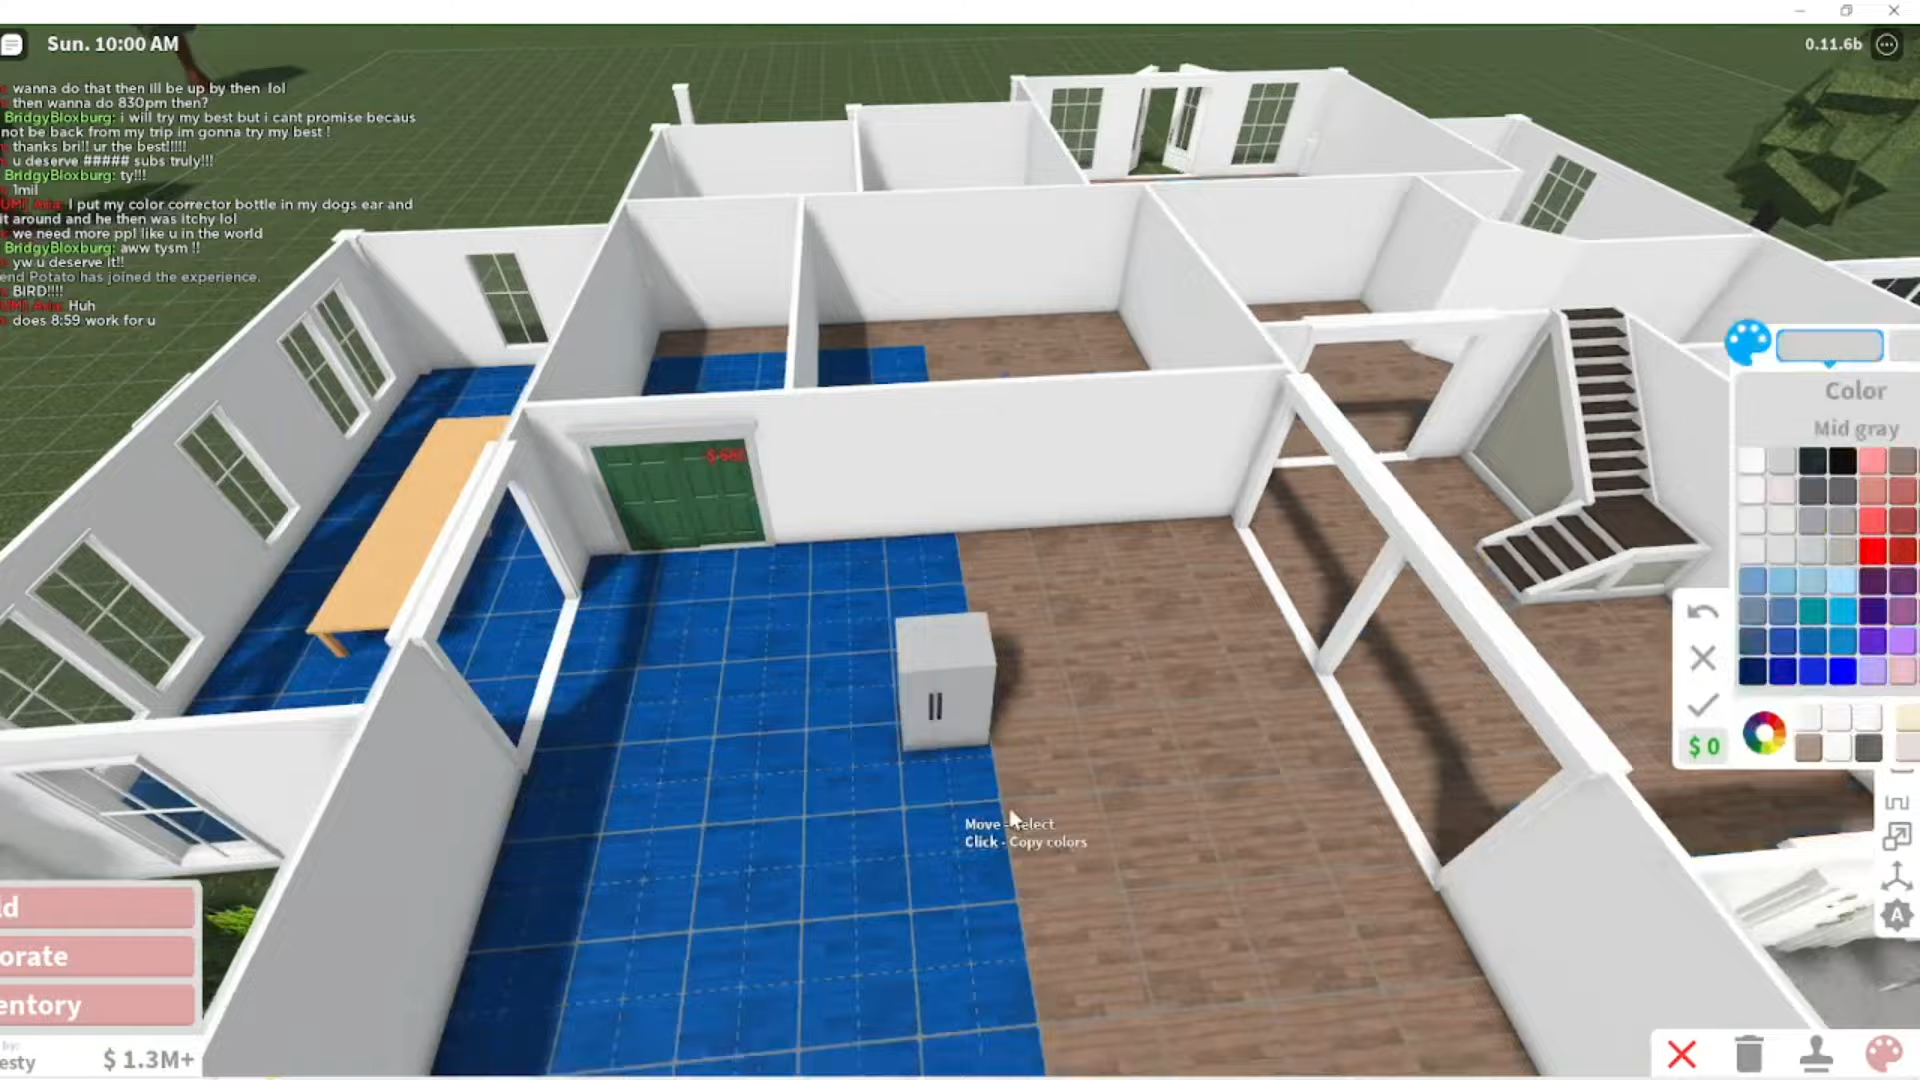 Sun. 10:00 AM
0.11.6b
wanna do that then ill be up by then lol
then wanna do 830pm then?
BridgyBloxburg: i will try my best but i cant promise becaus
not be back from my trip im gonna try my best !
thanks bri!! ur the best!!!!!
u deserve ##### subs truly!!!
BridgyBloxburg: ty!!!
1mil
I put my color corrector bottle in my dogs ear and
it around and he then was itchy lol
we need more ppl like u in the world
BridgyBloxburg: aww tysm !!
yw u deserve it!!
end Potato has joined the experience.
BIRD!!!!
Huh
does 8:59 work for u
Color
Mid gray
$ 0
Move - Select
Click - Copy colors
ld
orate
entory
by:
esty
$ 1.3M+
A